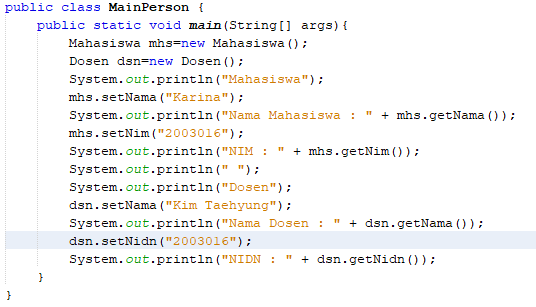 public class MainPerson {
    public static void main(String[] args){
        Mahasiswa mhs=new Mahasiswa();
        Dosen dsn=new Dosen();
        System.out.println("Mahasiswa");
        mhs.setNama("Karina");
        System.out.println("Nama Mahasiswa : " + mhs.getNama());
        mhs.setNim("2003016");
        System.out.println("NIM : " + mhs.getNim());
        System.out.println(" ");
        System.out.println("Dosen");
        dsn.setNama("Kim Taehyung");
        System.out.println("Nama Dosen : " + dsn.getNama());
        dsn.setNidn("2003016");
        System.out.println("NIDN : " + dsn.getNidn());
    }
}